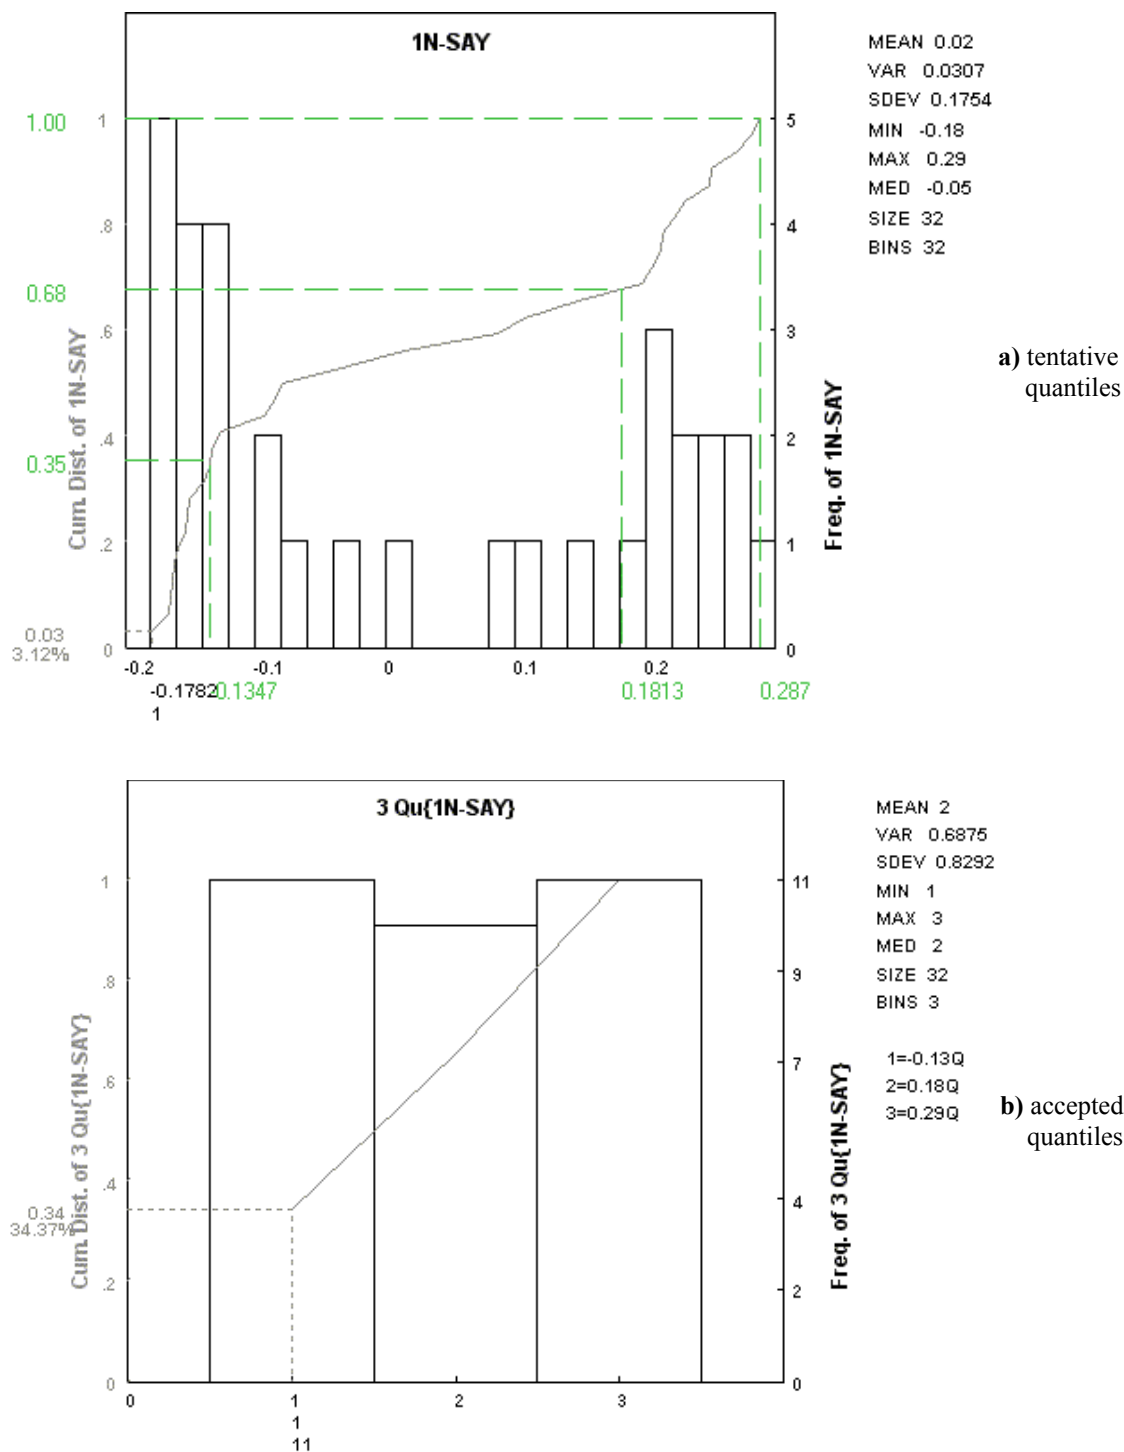 1N-SAY
MEAN 0.02
VAR 0.0307
SDEV 0.1754
MIN -0.18
MAX 0.29
MED -0.05
SIZE 32
BINS 32
1.00 1 5
.8 4
0.68
.6 3
0.35
.4 2
.2 1
0.03
3.12%
0 0
Cum. Dist. of 1N-SAY
Freq. of 1N-SAY
-0.2 -0.1 0 0.1 0.2
-0.1782 0.1347 0.1813 0.287
1
a) tentative
quantiles
3 Qu{1N-SAY}
MEAN 2
VAR 0.6875
SDEV 0.8292
MIN 1
MAX 3
MED 2
SIZE 32
BINS 3
1=-0.13Q
2=0.18Q
3=0.29Q
b) accepted
quantiles
1 11
.8 9
.6 7
.4 4
0.34
34.37%
.2 2
0 0
Cum. Dist. of 3 Qu{1N-SAY}
Freq. of 3 Qu{1N-SAY}
0 1 2 3
1
11